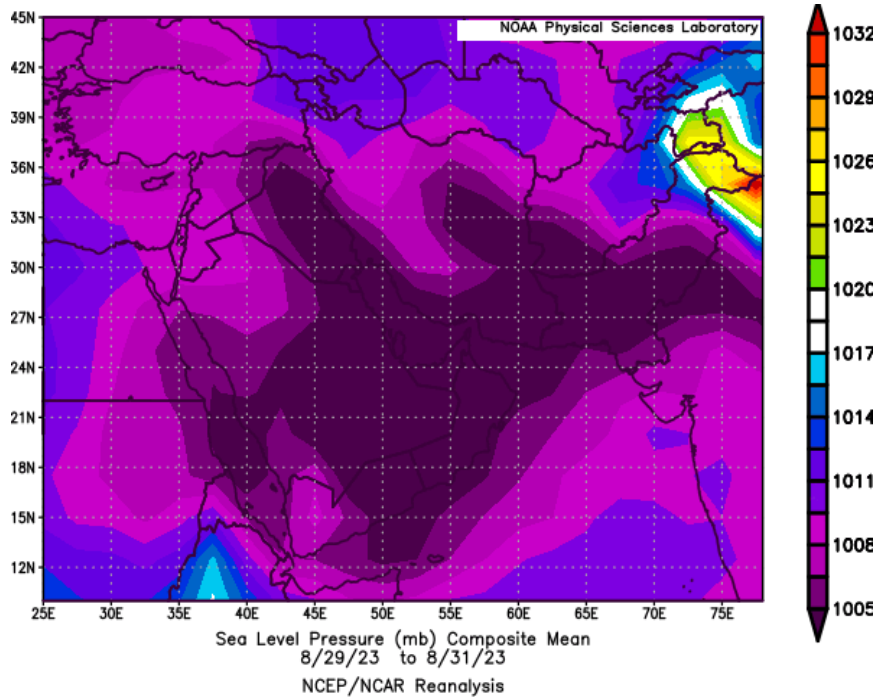 NOAA Physical Sciences Laboratory
45N
42N
39N
36N
33N
30N
27N
24N
21N
18N
15N
12N
25E 30E 35E 40E 45E 50E 55E 60E 65E 70E 75E
1032
1029
1026
1023
1020
1017
1014
1011
1008
1005
Sea Level Pressure (mb) Composite Mean
8/29/23 to 8/31/23
NCEP/NCAR Reanalysis